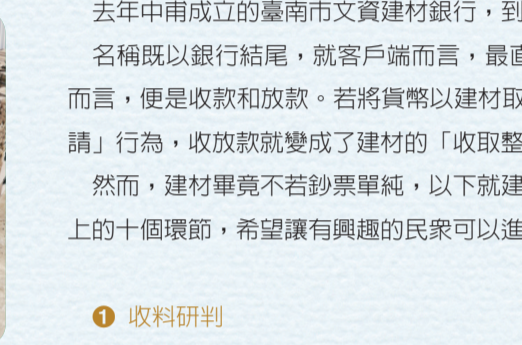 去年中甫成立的臺南市文資建材銀行，到
名稱既以銀行結尾，就客戶端而言，最直
而言，便是收款和放款。若將貨幣以建材取
請」行為，收放款就變成了建材的「收取整
然而，建材畢竟不若鈔票單純，以下就建
上的十個環節，希望讓有興趣的民眾可以進
❶ 收料研判